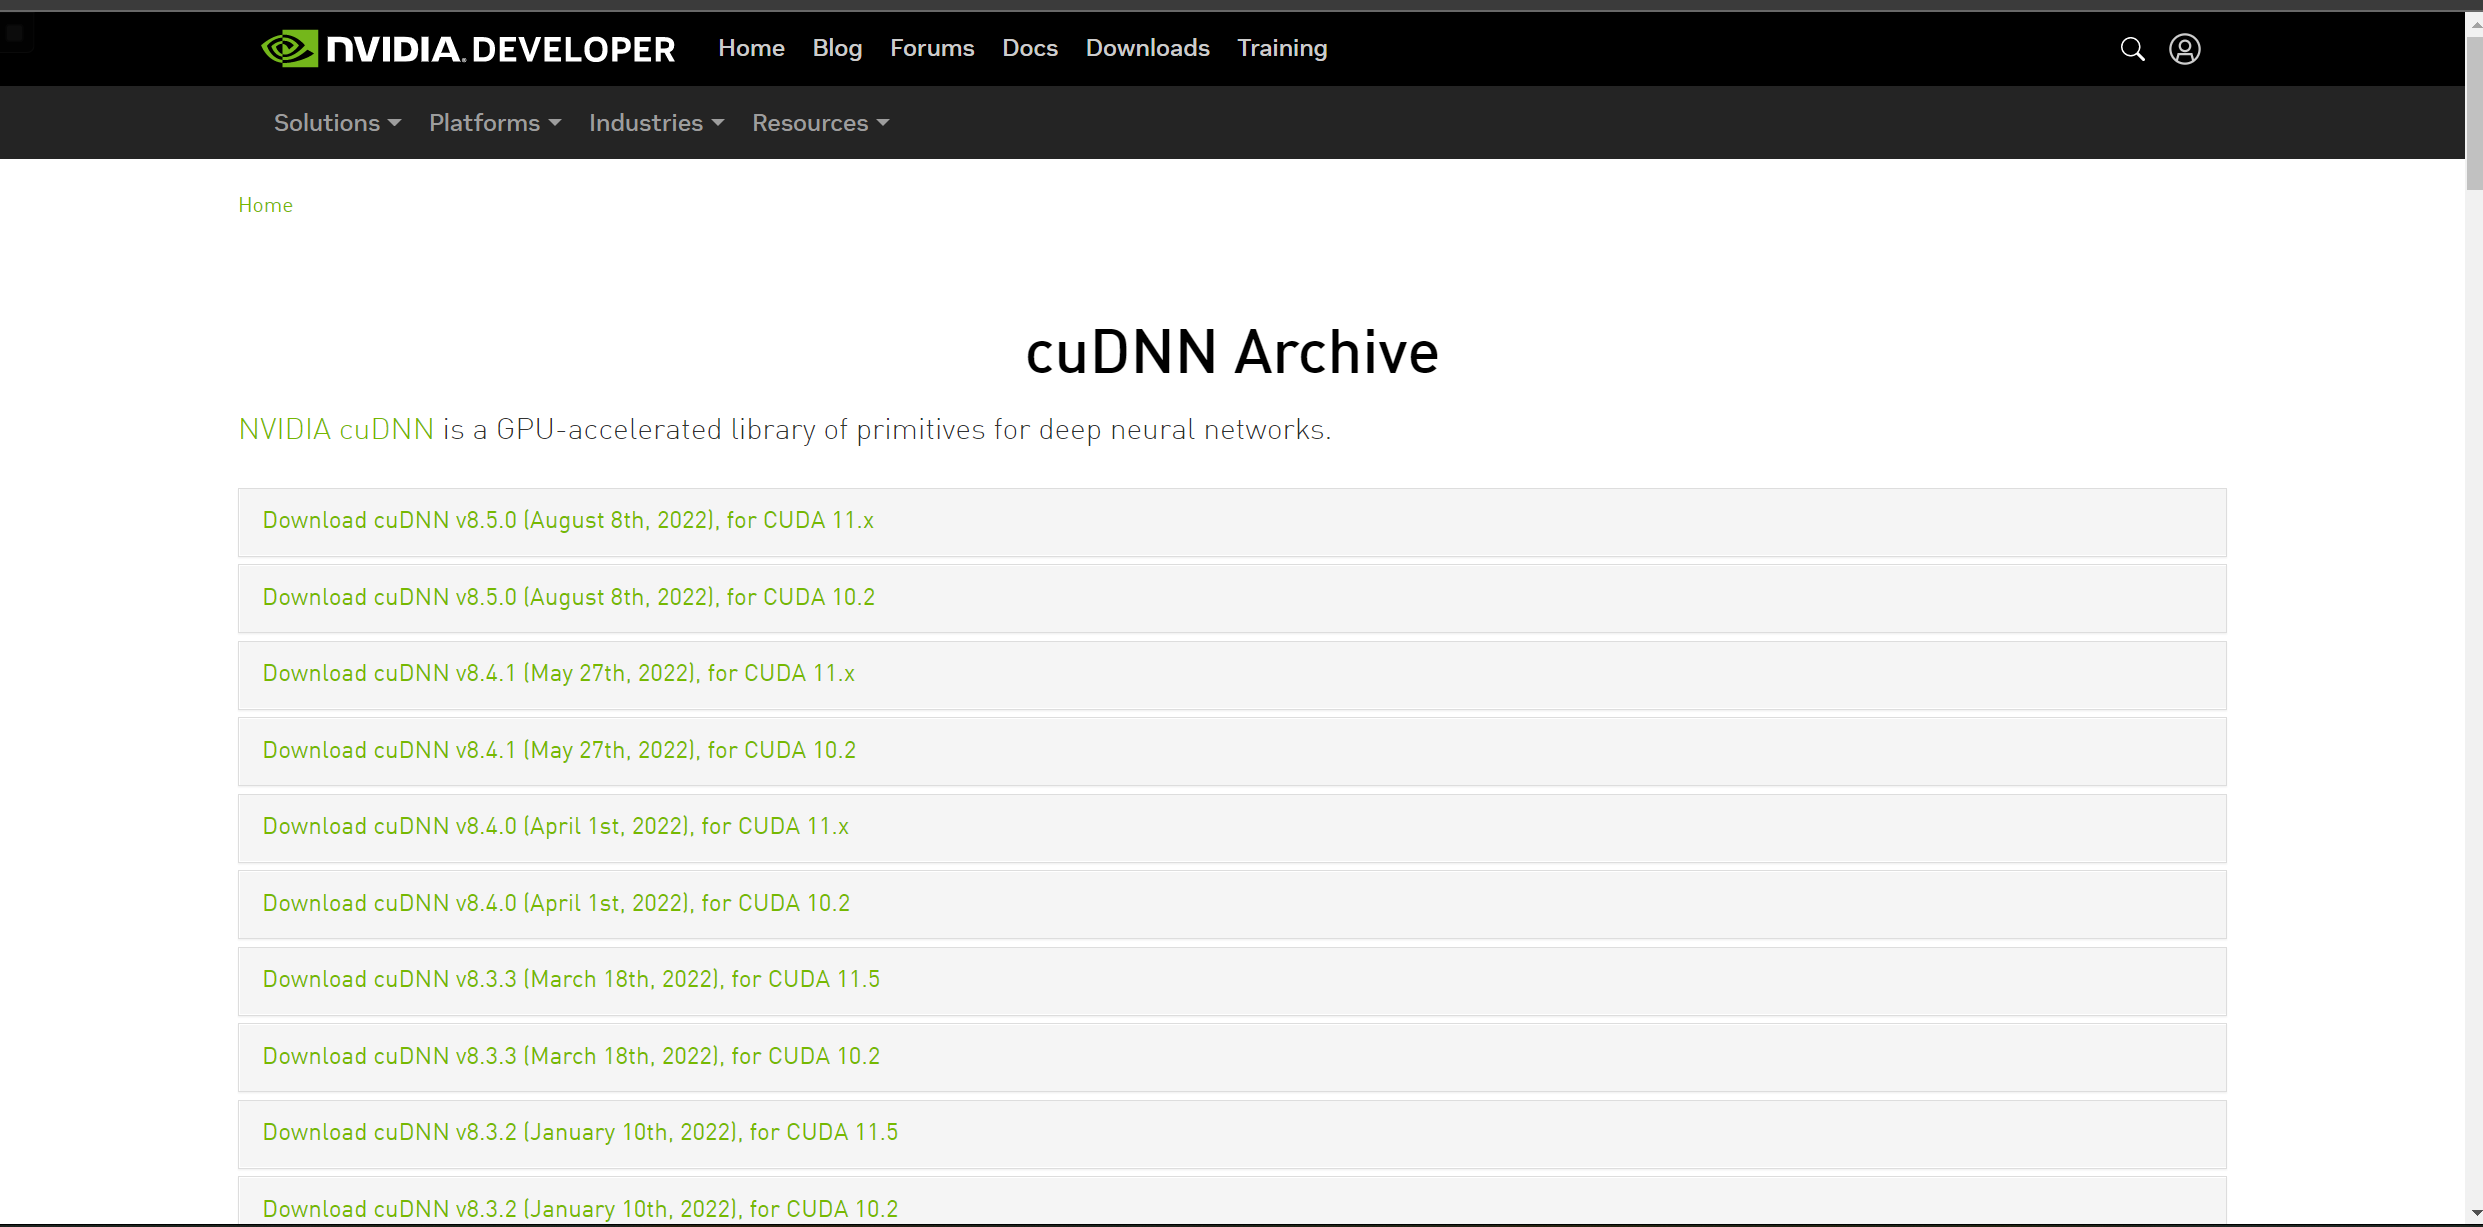 NVIDIA. DEVELOPER Home Blog Forums Docs Downloads Training
Solutions Platforms Industries Resources
Home
cuDNN Archive
NVIDIA cuDNN is a GPU-accelerated library of primitives for deep neural networks.
Download cuDNN v8.5.0 (August 8th, 2022), for CUDA 11.x
Download cuDNN v8.5.0 (August 8th, 2022), for CUDA 10.2
Download cuDNN v8.4.1 (May 27th, 2022), for CUDA 11.x
Download cuDNN v8.4.1 (May 27th, 2022), for CUDA 10.2
Download cuDNN v8.4.0 (April 1st, 2022), for CUDA 11.x
Download cuDNN v8.4.0 (April 1st, 2022), for CUDA 10.2
Download cuDNN v8.3.3 (March 18th, 2022), for CUDA 11.5
Download cuDNN v8.3.3 (March 18th, 2022), for CUDA 10.2
Download cuDNN v8.3.2 (January 10th, 2022), for CUDA 11.5
Download cuDNN v8.3.2 (January 10th, 2022), for CUDA 10.2